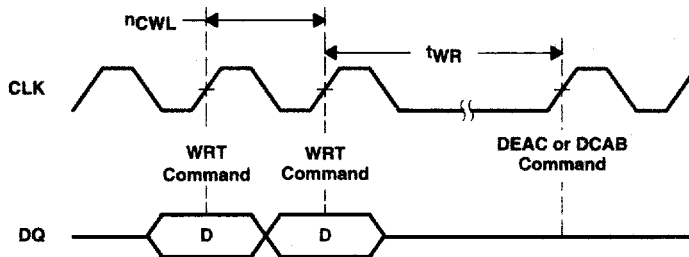 nCWL
tWR
CLK
WRT
Command
WRT
Command
DEAC or DCAB
Command
DQ
D
D